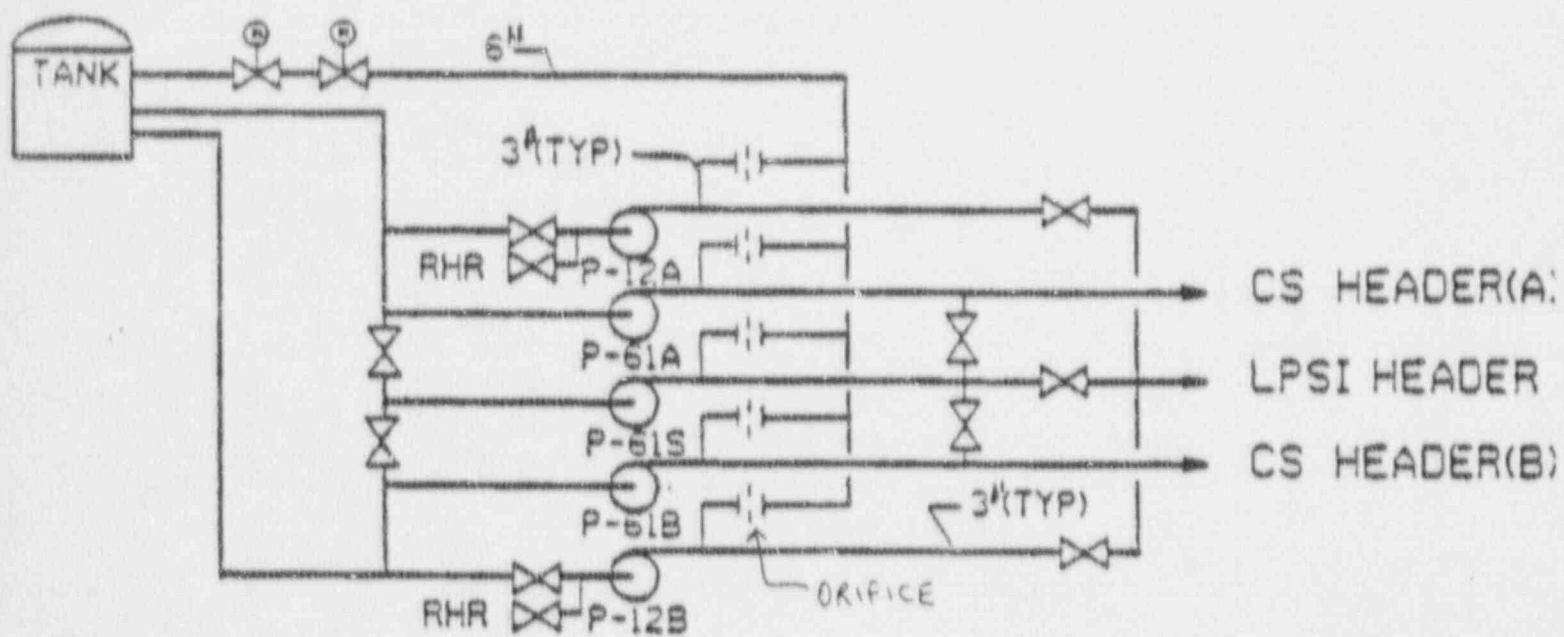 TANK
6"
3"(TYP)
RHR
P-12A
CS HEADER(A)
P-61A
LPSI HEADER
P-61S
CS HEADER(B)
P-61B
3"(TYP)
ORIFICE
RHR
P-12B